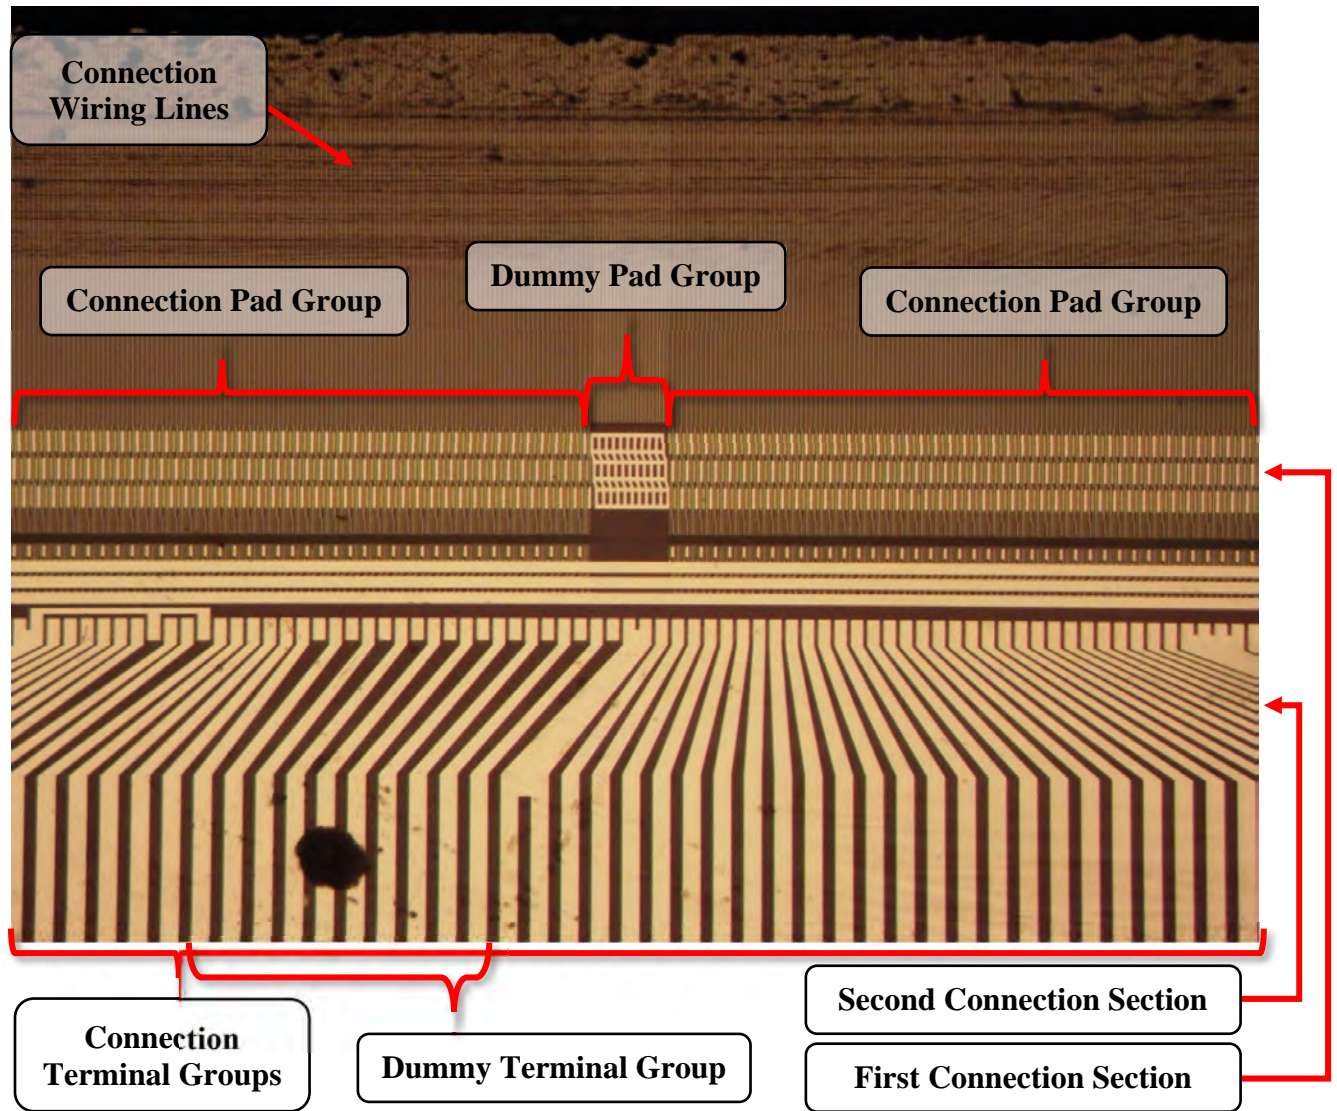 Connection
Wiring Lines
Dummy Pad Group
Connection Pad Group
Connection Pad Group
Second Connection Section
Connection
Terminal Groups
Dummy Terminal Group
First Connection Section